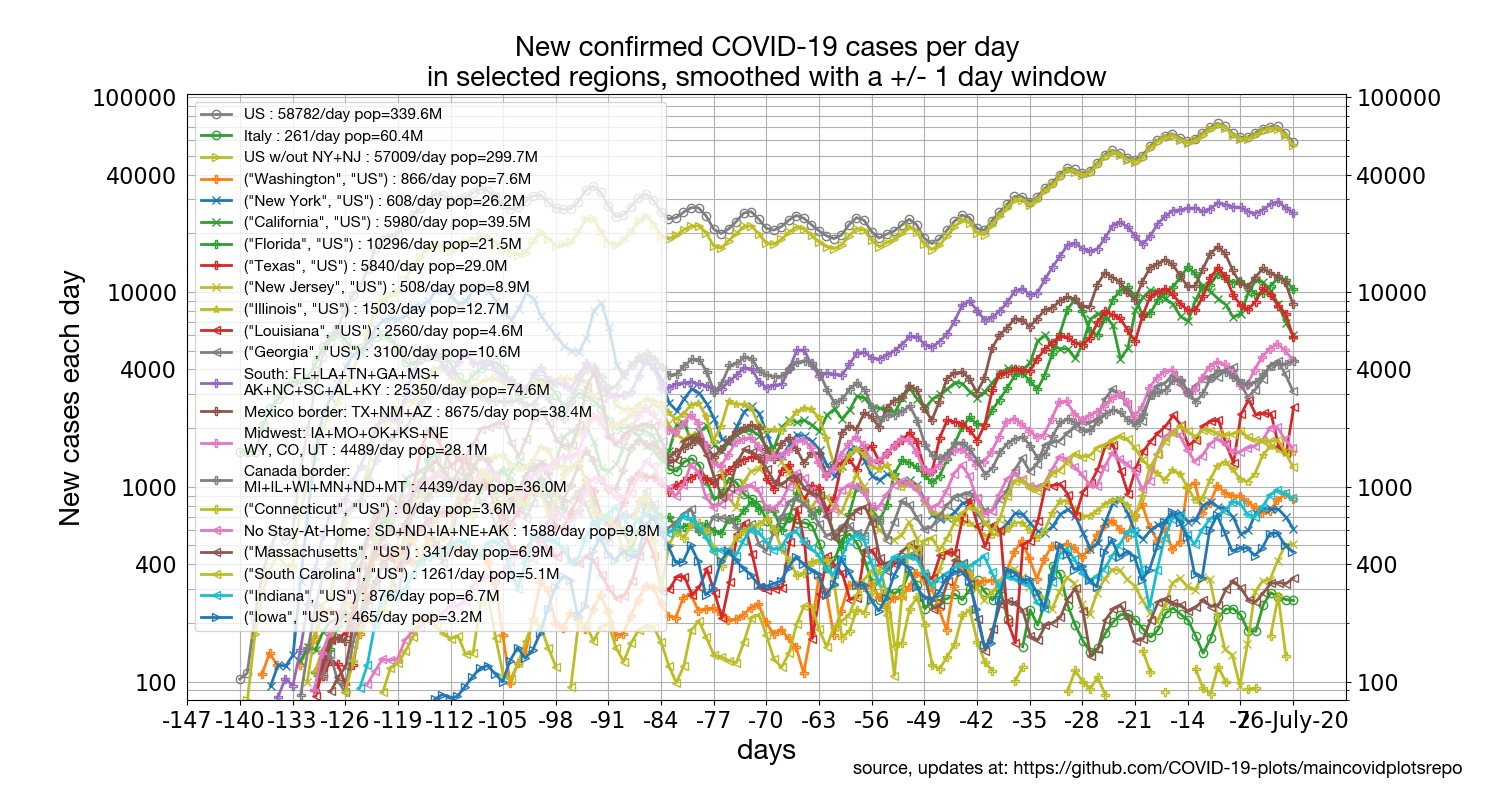 New confirmed COVID-19 cases per day
in selected regions, smoothed with a +/- 1 day window
100000
40000
10000
4000
1000
400
100
New cases each day
US : 58782/day pop=339.6M
Italy : 261/day pop=60.4M
US w/out NY+NJ : 57009/day pop=299.7M
("Washington", "US") : 866/day pop=7.6M
("New York", "US") : 608/day pop=26.2M
("California", "US") : 5980/day pop=39.5M
("Florida", "US") : 10296/day pop=21.5M
("Texas", "US") : 5840/day pop=29.0M
("New Jersey", "US") : 508/day pop=8.9M
("Illinois", "US") : 1503/day pop=12.7M
("Louisiana", "US") : 2560/day pop=4.6M
("Georgia", "US") : 3100/day pop=10.6M
South: FL+LA+TN+GA+MS+
AK+NC+SC+AL+KY : 25350/day pop=74.6M
Mexico border: TX+NM+AZ : 8675/day pop=38.4M
Midwest: IA+MO+OK+KS+NE
WY, CO, UT : 4489/day pop=28.1M
Canada border:
MI+IL+WI+MN+ND+MT : 4439/day pop=36.0M
("Connecticut", "US") : 0/day pop=3.6M
No Stay-At-Home: SD+ND+IA+NE+AK : 1588/day pop=9.8M
("Massachusetts", "US") : 341/day pop=6.9M
("South Carolina", "US") : 1261/day pop=5.1M
("Indiana", "US") : 876/day pop=6.7M
("Iowa", "US") : 465/day pop=3.2M
100000
40000
10000
4000
1000
400
100
-147 -140 -133 -126 -119 -112 -105 -98 -91 -84 -77 -70 -63 -56 -49 -42 -35 -28 -21 -14 -7 26-July-20
days
source, updates at: https://github.com/COVID-19-plots/maincovidplotsrepo